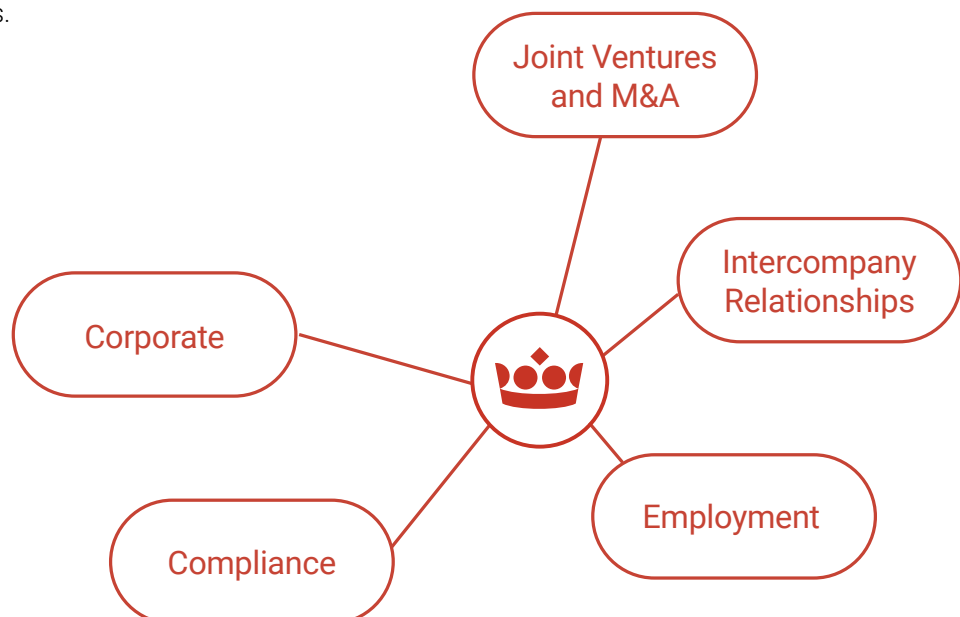 s.
Joint Ventures
and M&A
Intercompany
Relationships
Corporate
Employment
Compliance